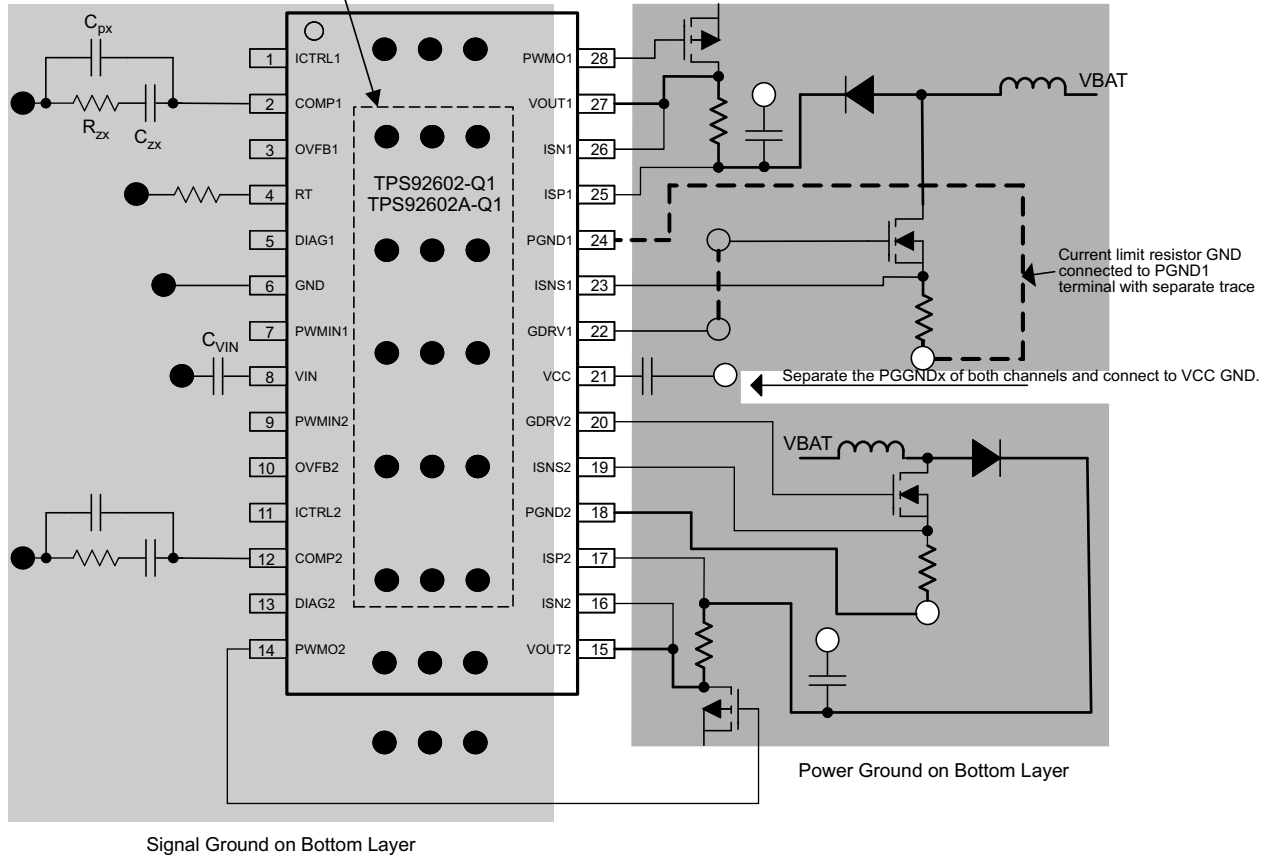 Cpx
Rzx
Czx
1 ICTRL1
2 COMP1
3 OVFB1
4 RT
5 DIAG1
6 GND
7 PWMIN1
CVIN
8 VIN
9 PWMIN2
10 OVFB2
11 ICTRL2
12 COMP2
13 DIAG2
14 PWMO2
TPS92602-Q1
TPS92602A-Q1
PWMO1 28
VOUT1 27
ISN1 26
ISP1 25
PGND1 24
ISNS1 23
GDRV1 22
VCC 21
GDRV2 20
ISNS2 19
PGND2 18
ISP2 17
ISN2 16
VOUT2 15
VBAT
Current limit resistor GND
connected to PGND1
terminal with separate trace
Separate the PGGNDx of both channels and connect to VCC GND.
VBAT
Power Ground on Bottom Layer
Signal Ground on Bottom Layer